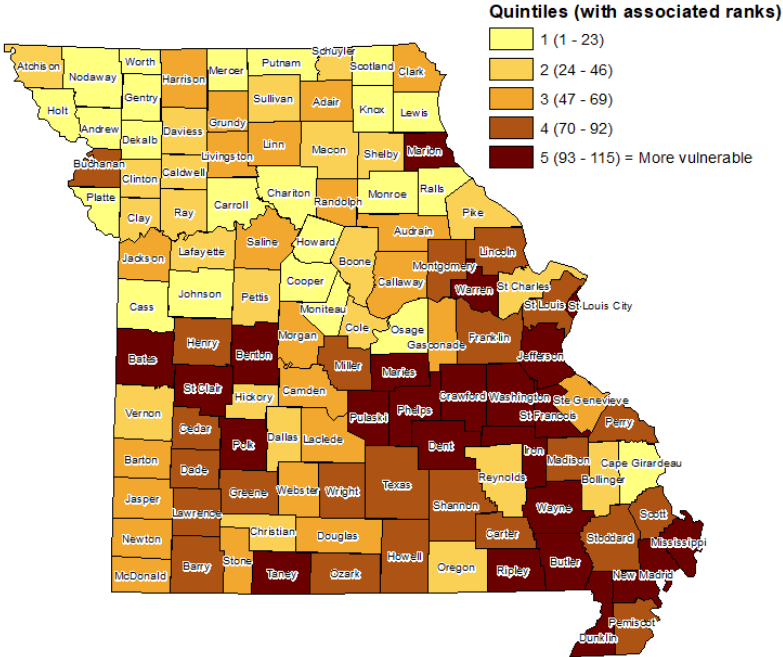 Quintiles (with associated ranks)
1 (1 - 23)
2 (24 - 46)
3 (47 - 69)
4 (70 - 92)
5 (93 - 115) = More vulnerable
Atchison
Nodaway
Worth
Harrison
Mercer
Putnam
Schuyler
Scotland
Clark
Holt
Gentry
Andrew
Dekalb
Daviess
Grundy
Sullivan
Adair
Knox
Lewis
Buchanan
Clinton
Caldwell
Livingston
Linn
Macon
Shelby
Marion
Platte
Clay
Ray
Carroll
Chariton
Randolph
Monroe
Ralls
Pike
Jackson
Lafayette
Saline
Howard
Boone
Audrain
Callaway
Montgomery
Lincoln
Warren
St Charles
St Louis
St Louis City
Cass
Johnson
Pettis
Cooper
Moniteau
Cole
Osage
Gasconade
Franklin
Jefferson
Bates
Henry
Benton
Morgan
Miller
Maries
St Clair
Hickory
Camden
Pulaski
Phelps
Crawford
Washington
St Francois
Ste Genevieve
Perry
Vernon
Cedar
Polk
Dallas
Laclede
Dent
Iron
Madison
Cape Girardeau
Bollinger
Barton
Dade
Greene
Webster
Wright
Texas
Shannon
Reynolds
Wayne
Jasper
Lawrence
Christian
Douglas
Carter
Stoddard
Scott
Mississippi
Newton
McDonald
Barry
Stone
Taney
Ozark
Howell
Oregon
Ripley
Butler
New Madrid
Dunklin
Pemiscot